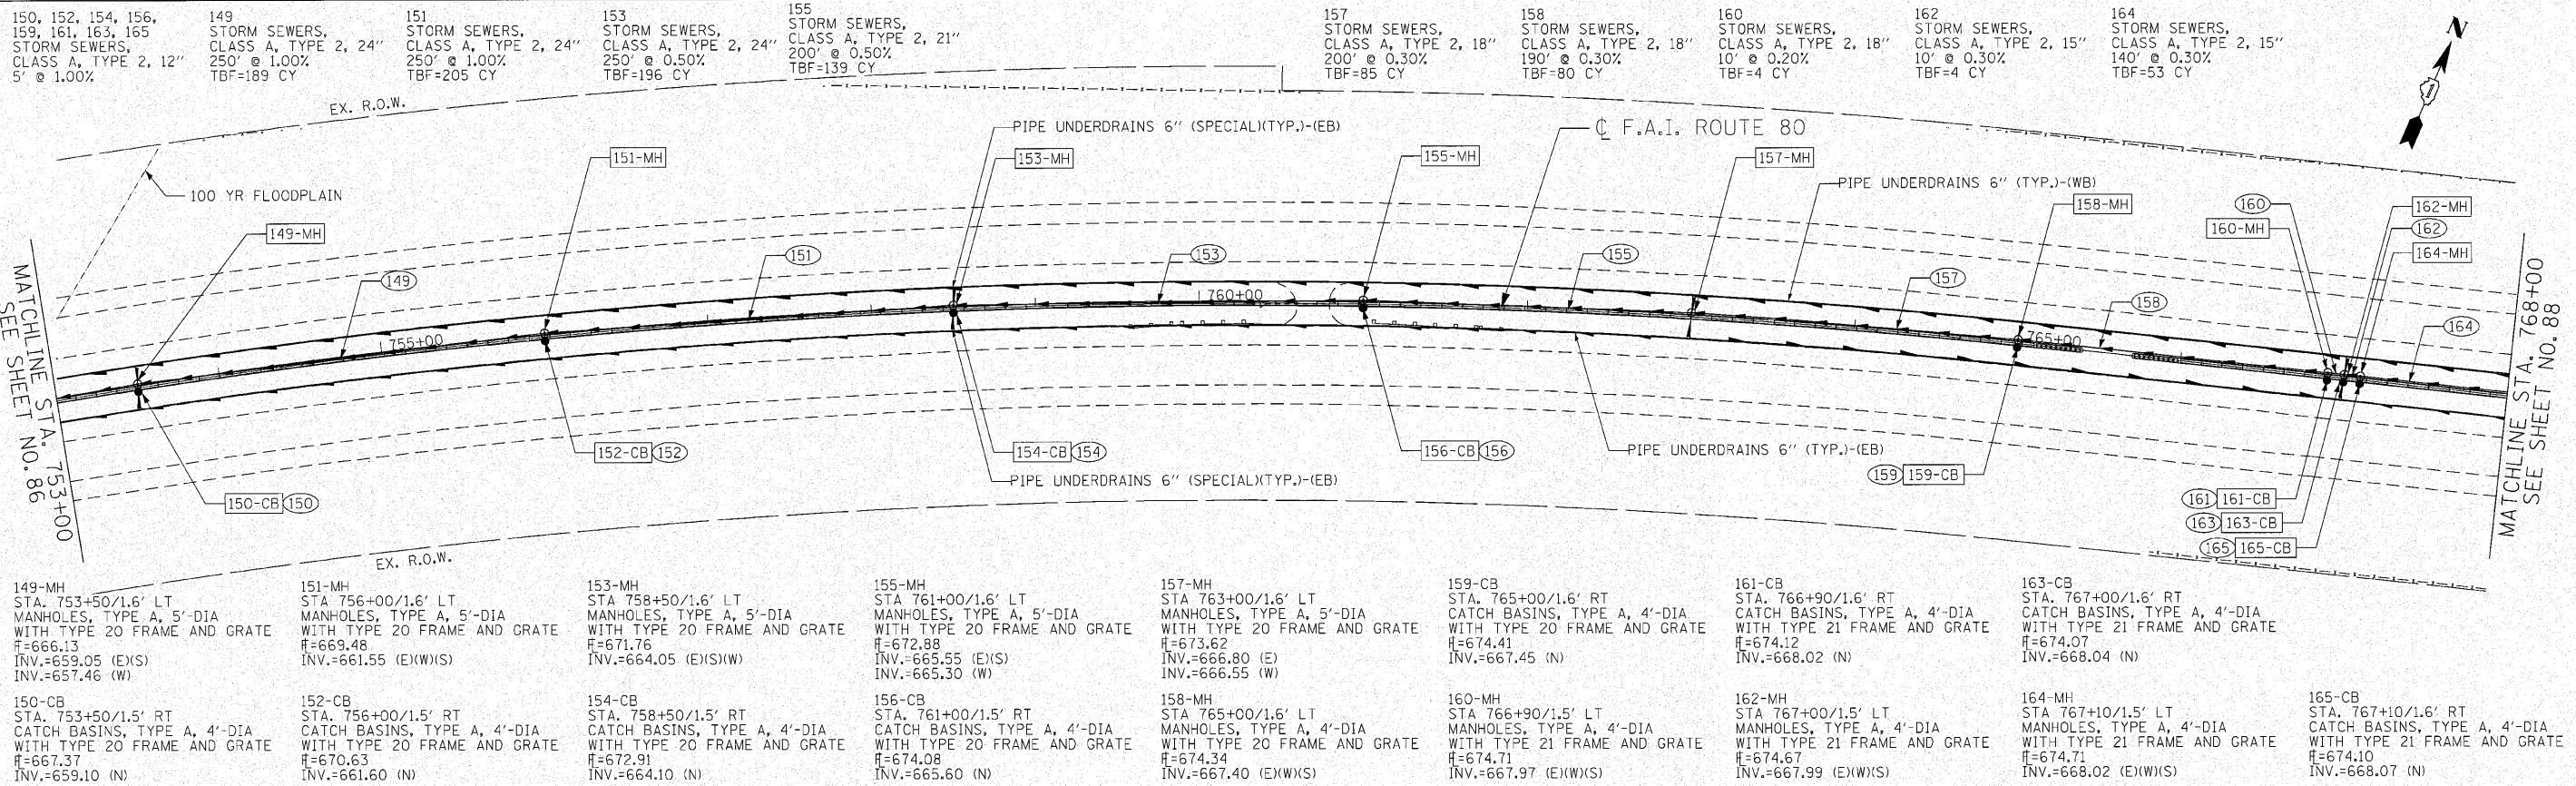 150, 152, 154, 156,
159, 161, 163, 165
STORM SEWERS,
CLASS A, TYPE 2, 12"
5' @ 1.00%
149
STORM SEWERS,
CLASS A, TYPE 2, 24"
250' @ 1.00%
TBF=189 CY
151
STORM SEWERS,
CLASS A, TYPE 2, 24"
250' @ 1.00%
TBF=205 CY
153
STORM SEWERS,
CLASS A, TYPE 2, 24"
250' @ 0.50%
TBF=196 CY
155
STORM SEWERS,
CLASS A, TYPE 2, 21"
200' @ 0.50%
TBF=139 CY
157
STORM SEWERS,
CLASS A, TYPE 2, 18"
200' @ 0.30%
TBF=85 CY
158
STORM SEWERS,
CLASS A, TYPE 2, 18"
190' @ 0.30%
TBF=80 CY
160
STORM SEWERS,
CLASS A, TYPE 2, 18"
10' @ 0.20%
TBF=4 CY
162
STORM SEWERS,
CLASS A, TYPE 2, 15"
10' @ 0.30%
TBF=4 CY
164
STORM SEWERS,
CLASS A, TYPE 2, 15"
140' @ 0.30%
TBF=53 CY
N
1
EX. R.O.W.
PIPE UNDERDRAINS 6" (SPECIAL)(TYP.)-(EB)
℄ F.A.I. ROUTE 80
151-MH
153-MH
155-MH
157-MH
100 YR FLOODPLAIN
PIPE UNDERDRAINS 6" (TYP.)-(WB)
149-MH
158-MH
160
162-MH
160-MH
162
164-MH
149
151
153
155
157
158
164
755+00
760+00
765+00
MATCHLINE STA. 753+00
SEE SHEET NO.86
MATCHLINE STA. 768+00
SEE SHEET NO.88
152-CB 152
154-CB 154
156-CB 156
PIPE UNDERDRAINS 6" (TYP.)-(EB)
159 159-CB
PIPE UNDERDRAINS 6" (SPECIAL)(TYP.)-(EB)
150-CB 150
161 161-CB
163 163-CB
165 165-CB
EX. R.O.W.
149-MH
STA. 753+50/1.6' LT
MANHOLES, TYPE A, 5'-DIA
WITH TYPE 20 FRAME AND GRATE
FL=666.13
INV.=659.05 (E)(S)
INV.=657.46 (W)
151-MH
STA 756+00/1.6' LT
MANHOLES, TYPE A, 5'-DIA
WITH TYPE 20 FRAME AND GRATE
FL=669.48
INV.=661.55 (E)(W)(S)
153-MH
STA 758+50/1.6' LT
MANHOLES, TYPE A, 5'-DIA
WITH TYPE 20 FRAME AND GRATE
FL=671.76
INV.=664.05 (E)(S)(W)
155-MH
STA 761+00/1.6' LT
MANHOLES, TYPE A, 5'-DIA
WITH TYPE 20 FRAME AND GRATE
FL=672.88
INV.=665.55 (E)(S)
INV.=665.30 (W)
157-MH
STA 763+00/1.6' LT
MANHOLES, TYPE A, 5'-DIA
WITH TYPE 20 FRAME AND GRATE
FL=673.62
INV.=666.80 (E)
INV.=666.55 (W)
159-CB
STA. 765+00/1.6' RT
CATCH BASINS, TYPE A, 4'-DIA
WITH TYPE 20 FRAME AND GRATE
FL=674.41
INV.=667.45 (N)
161-CB
STA. 766+90/1.6' RT
CATCH BASINS, TYPE A, 4'-DIA
WITH TYPE 21 FRAME AND GRATE
FL=674.12
INV.=668.02 (N)
163-CB
STA. 767+00/1.6' RT
CATCH BASINS, TYPE A, 4'-DIA
WITH TYPE 21 FRAME AND GRATE
FL=674.07
INV.=668.04 (N)
150-CB
STA. 753+50/1.5' RT
CATCH BASINS, TYPE A, 4'-DIA
WITH TYPE 20 FRAME AND GRATE
FL=667.37
INV.=659.10 (N)
152-CB
STA. 756+00/1.5' RT
CATCH BASINS, TYPE A, 4'-DIA
WITH TYPE 20 FRAME AND GRATE
FL=670.63
INV.=661.60 (N)
154-CB
STA. 758+50/1.5' RT
CATCH BASINS, TYPE A, 4'-DIA
WITH TYPE 20 FRAME AND GRATE
FL=672.91
INV.=664.10 (N)
156-CB
STA. 761+00/1.5' RT
CATCH BASINS, TYPE A, 4'-DIA
WITH TYPE 20 FRAME AND GRATE
FL=674.08
INV.=665.60 (N)
158-MH
STA 765+00/1.6' LT
MANHOLES, TYPE A, 4'-DIA
WITH TYPE 20 FRAME AND GRATE
FL=674.34
INV.=667.40 (E)(W)(S)
160-MH
STA 766+90/1.5' LT
MANHOLES, TYPE A, 4'-DIA
WITH TYPE 21 FRAME AND GRATE
FL=674.71
INV.=667.97 (E)(W)(S)
162-MH
STA 767+00/1.5' LT
MANHOLES, TYPE A, 4'-DIA
WITH TYPE 21 FRAME AND GRATE
FL=674.67
INV.=667.99 (E)(W)(S)
164-MH
STA 767+10/1.5' LT
MANHOLES, TYPE A, 4'-DIA
WITH TYPE 21 FRAME AND GRATE
FL=674.71
INV.=668.02 (E)(W)(S)
165-CB
STA. 767+10/1.6' RT
CATCH BASINS, TYPE A, 4'-DIA
WITH TYPE 21 FRAME AND GRATE
FL=674.10
INV.=668.07 (N)